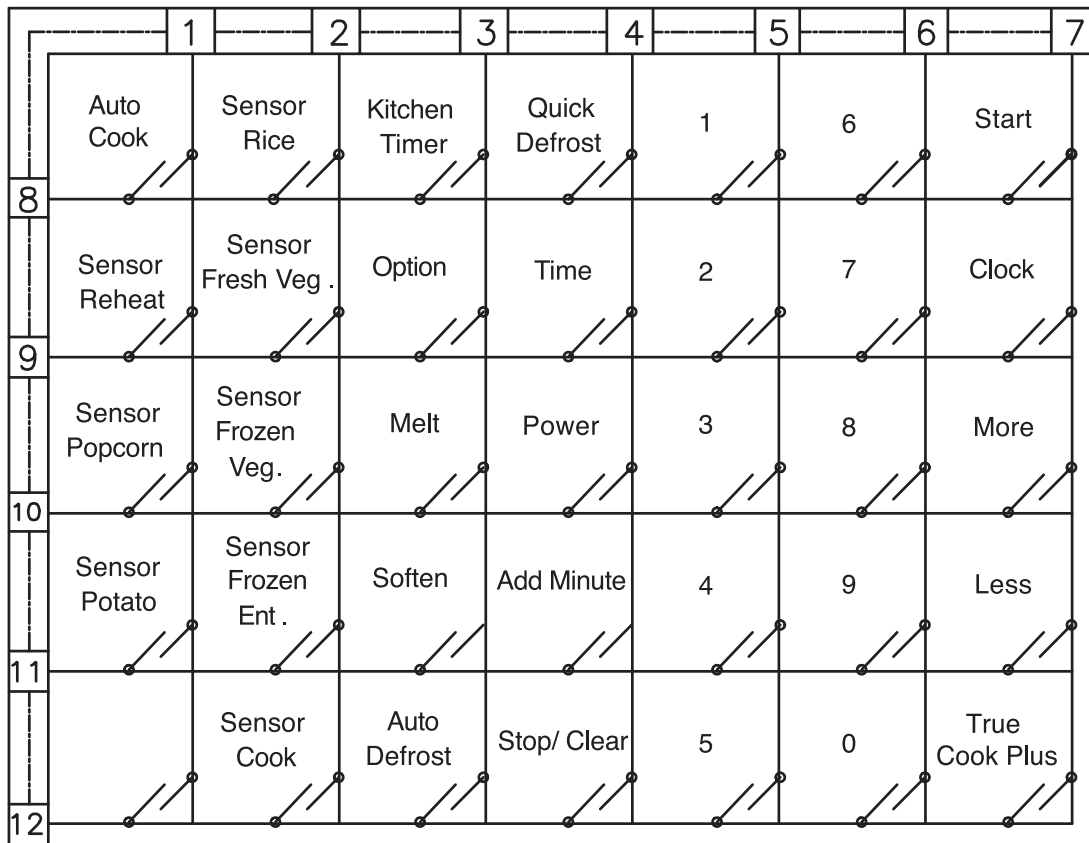 1 2 3 4 5 6 7
Auto
Cook
Sensor
Rice
Kitchen
Timer
Quick
Defrost
1
6
Start
8
Sensor
Reheat
Sensor
Fresh Veg .
Option
Time
2
7
Clock
9
Sensor
Popcorn
Sensor
Frozen
Veg.
Melt
Power
3
8
More
10
Sensor
Potato
Sensor
Frozen
Ent .
Soften
Add Minute
4
9
Less
11
Sensor
Cook
Auto
Defrost
Stop/ Clear
5
0
True
Cook Plus
12